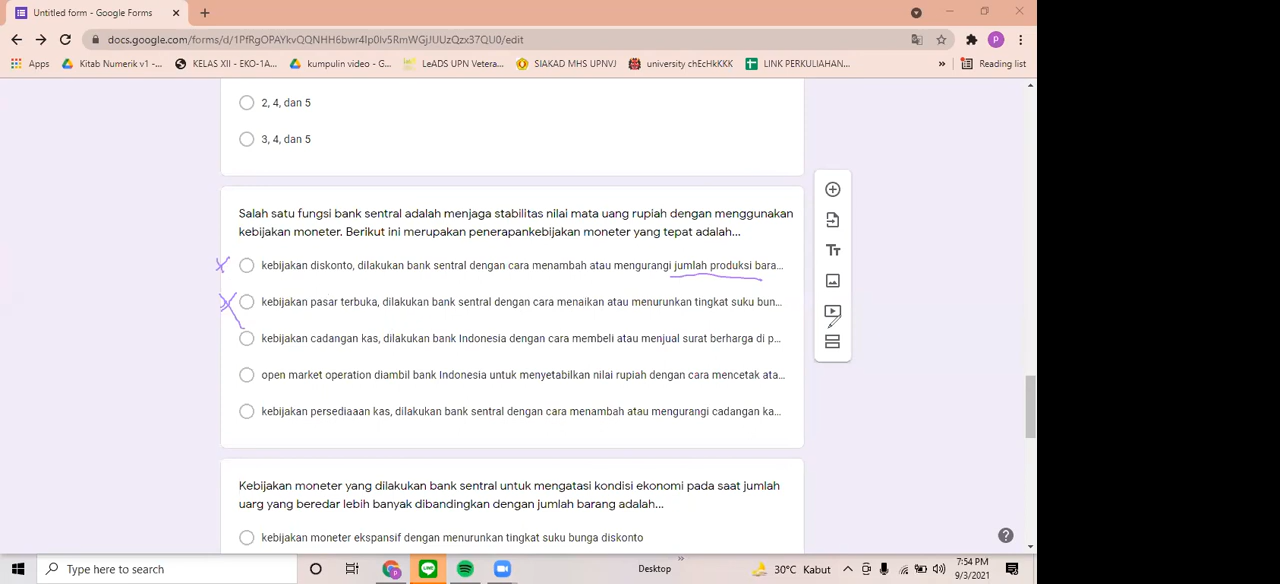 Untitled form - Google Forms
docs.google.com/forms/d/1PfRgOPAYkvQQNHH6bwr4Ip0lv5RmWGjJUUzQzx37QU0/edit
P
Apps
Kitab Numerik v1 -...
KELAS XII - EKO-1A...
kumpulin video - G...
LeADS UPN Vetera...
SIAKAD MHS UPNVJ
university chEcHkKKK
LINK PERKULIAHAN...
»
Reading list
2, 4, dan 5
3, 4, dan 5
Salah satu fungsi bank sentral adalah menjaga stabilitas nilai mata uang rupiah dengan menggunakan
kebijakan moneter. Berikut ini merupakan penerapankebijakan moneter yang tepat adalah...
kebijakan diskonto, dilakukan bank sentral dengan cara menambah atau mengurangi jumlah produksi bara...
kebijakan pasar terbuka, dilakukan bank sentral dengan cara menaikan atau menurunkan tingkat suku bun...
kebijakan cadangan kas, dilakukan bank Indonesia dengan cara membeli atau menjual surat berharga di p...
open market operation diambil bank Indonesia untuk menyetabilkan nilai rupiah dengan cara mencetak ata...
kebijakan persediaaan kas, dilakukan bank sentral dengan cara menambah atau mengurangi cadangan ka...
Tт
Kebijakan moneter yang dilakukan bank sentral untuk mengatasi kondisi ekonomi pada saat jumlah
uarg yang beredar lebih banyak dibandingkan dengan jumlah barang adalah...
kebijakan moneter ekspansif dengan menurunkan tingkat suku bunga diskonto
Type here to search
P
Desktop
»
30°C Kabut
7:54 PM
9/3/2021